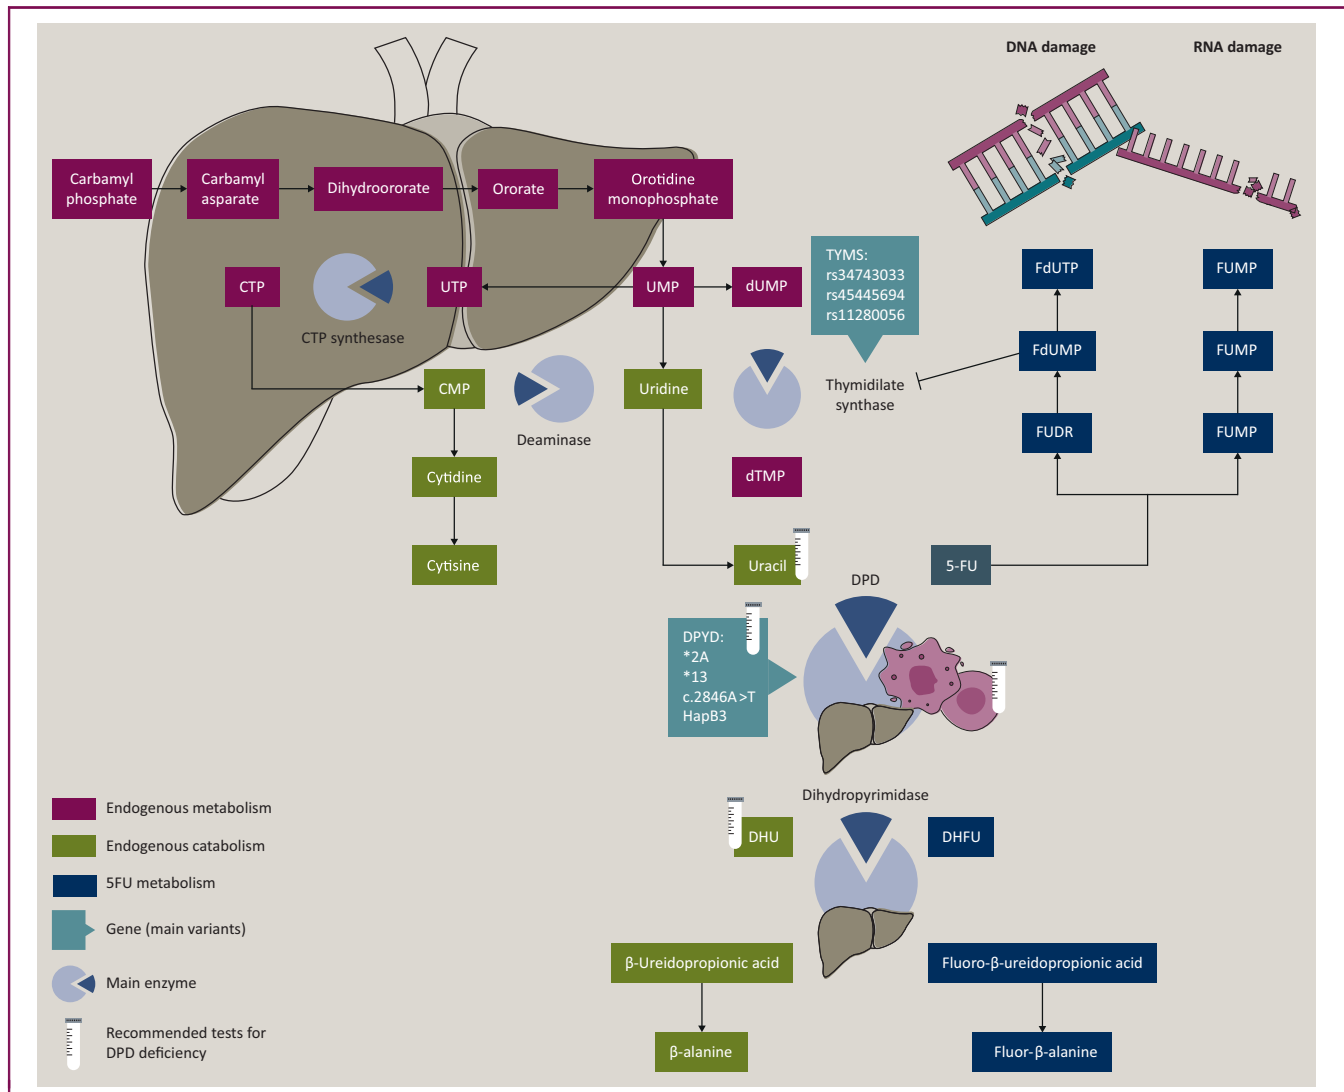 DNA damage
RNA damage
Carbamyl
phosphate
Carbamyl
asparate
Dihydroororate
Ororate
Orotidine
monophosphate
CTP
CTP synthesase
UTP
UMP
dUMP
TYMS:
rs34743033
rs45445694
rs11280056
FdUTP
FUMP
CMP
Deaminase
Uridine
Thymidilate
synthase
FdUMP
FUMP
FUDR
FUMP
Cytidine
dTMP
Cytisine
Uracil
5-FU
DPD
DPYD:
*2A
*13
c.2846A>T
HapB3
Dihydropyrimidase
DHU
DHFU
β-Ureidopropionic acid
Fluoro-β-ureidopropionic acid
β-alanine
Fluor-β-alanine
Endogenous metabolism
Endogenous catabolism
5FU metabolism
Gene (main variants)
Main enzyme
Recommended tests for
DPD deficiency